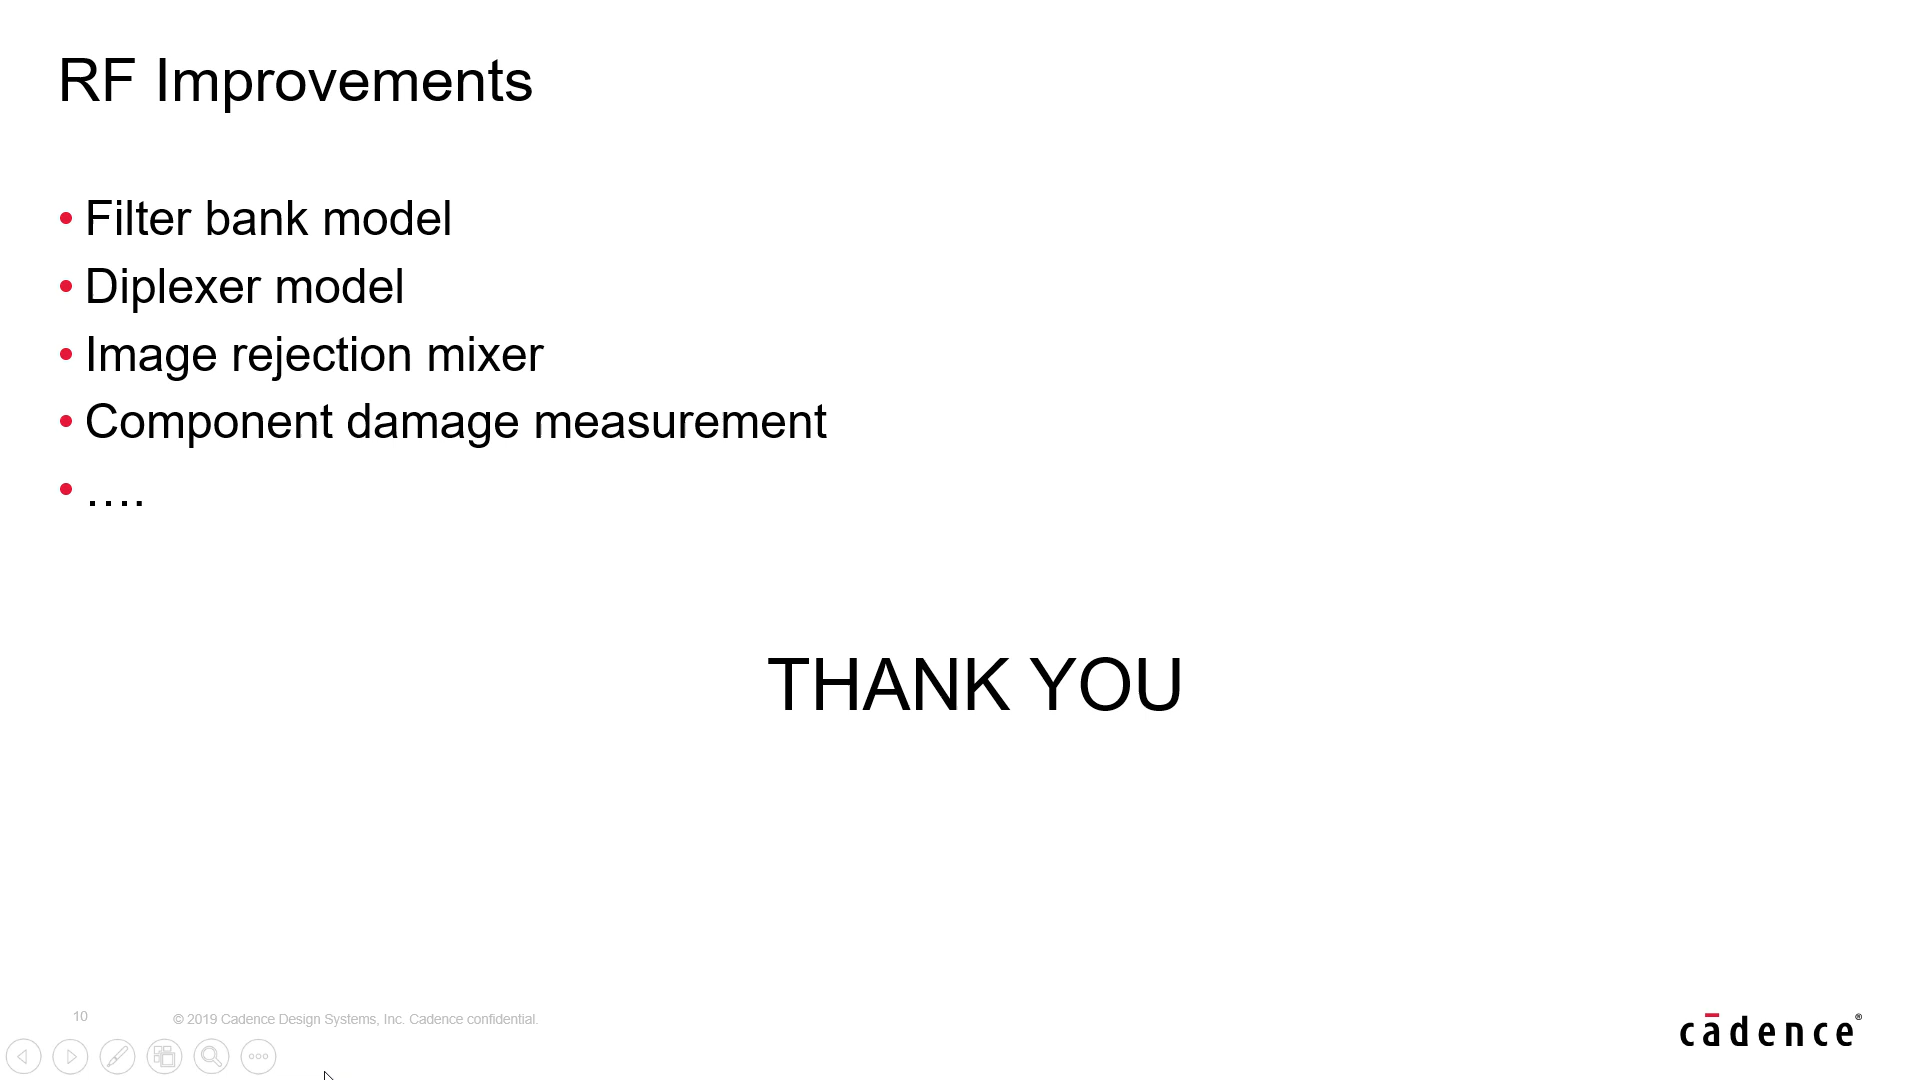 RF Improvements
• Filter bank model
• Diplexer model
• Image rejection mixer
• Component damage measurement
• ….
THANK YOU
10
© 2019 Cadence Design Systems, Inc. Cadence confidential.
cādence®